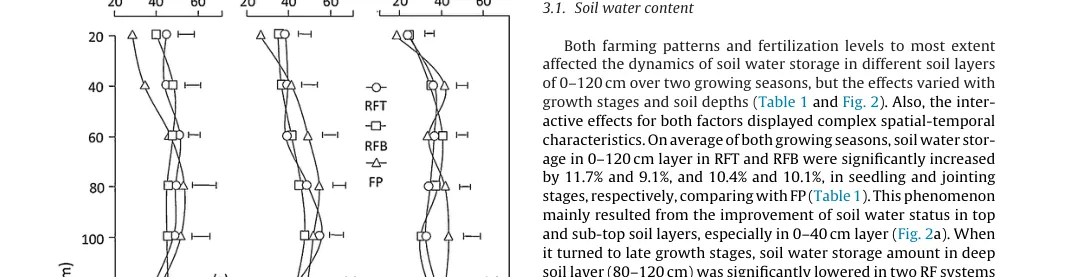 20 40 60 20 40 60 20 40 60
20
40
60
80
100
RFT
RFB
FP
3.1. Soil water content
Both farming patterns and fertilization levels to most extent
affected the dynamics of soil water storage in different soil layers
of 0–120 cm over two growing seasons, but the effects varied with
growth stages and soil depths (Table 1 and Fig. 2). Also, the inter-
active effects for both factors displayed complex spatial-temporal
characteristics. On average of both growing seasons, soil water stor-
age in 0–120 cm layer in RFT and RFB were significantly increased
by 11.7% and 9.1%, and 10.4% and 10.1%, in seedling and jointing
stages, respectively, comparing with FP (Table 1). This phenomenon
mainly resulted from the improvement of soil water status in top
and sub-top soil layers, especially in 0–40 cm layer (Fig. 2a). When
it turned to late growth stages, soil water storage amount in deep
soil layer (80–120 cm) was significantly lowered in two RF systems